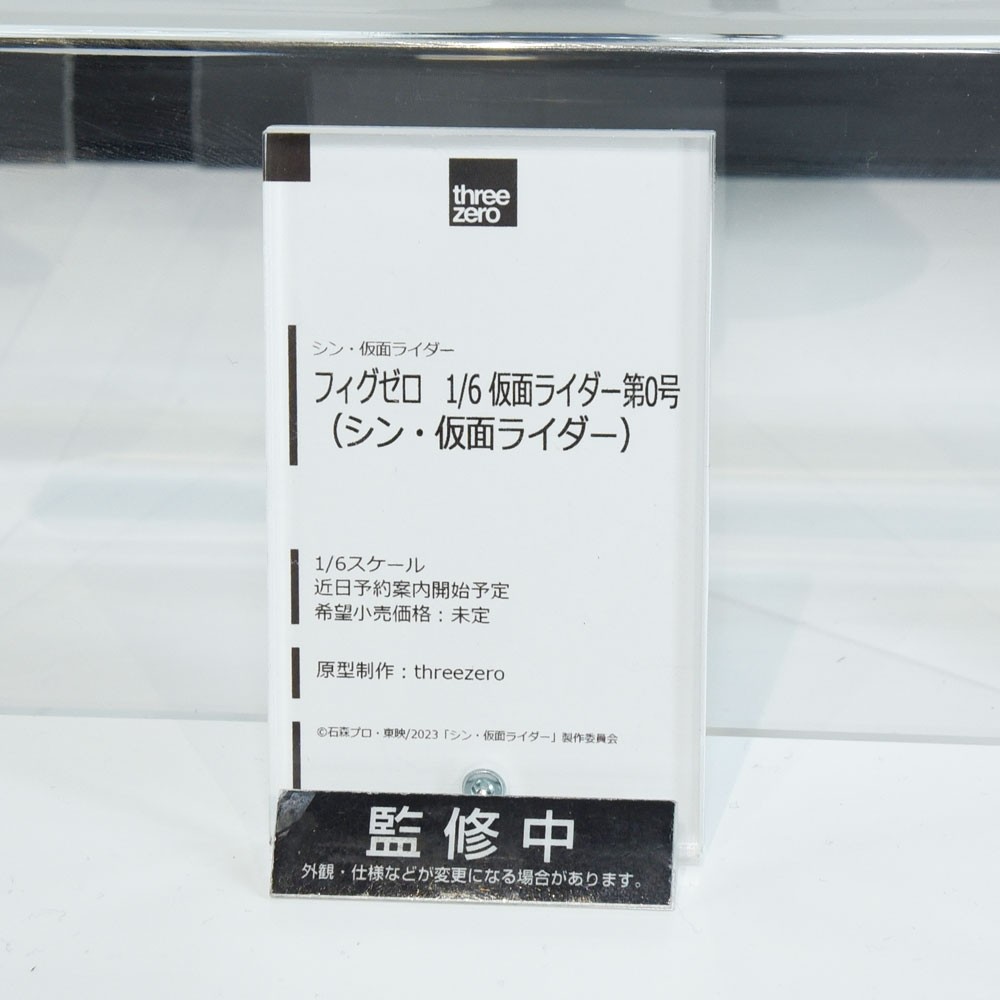 three
zero
シン・仮面ライダー
フィグゼロ 1/6 仮面ライダー第0号
（シン・仮面ライダー）
1/6スケール
近日予約案内開始予定
希望小売価格：未定
原型制作：threezero
©石森プロ・東映/2023「シン・仮面ライダー」製作委員会
監修中
外観・仕様などが変更になる場合があります。